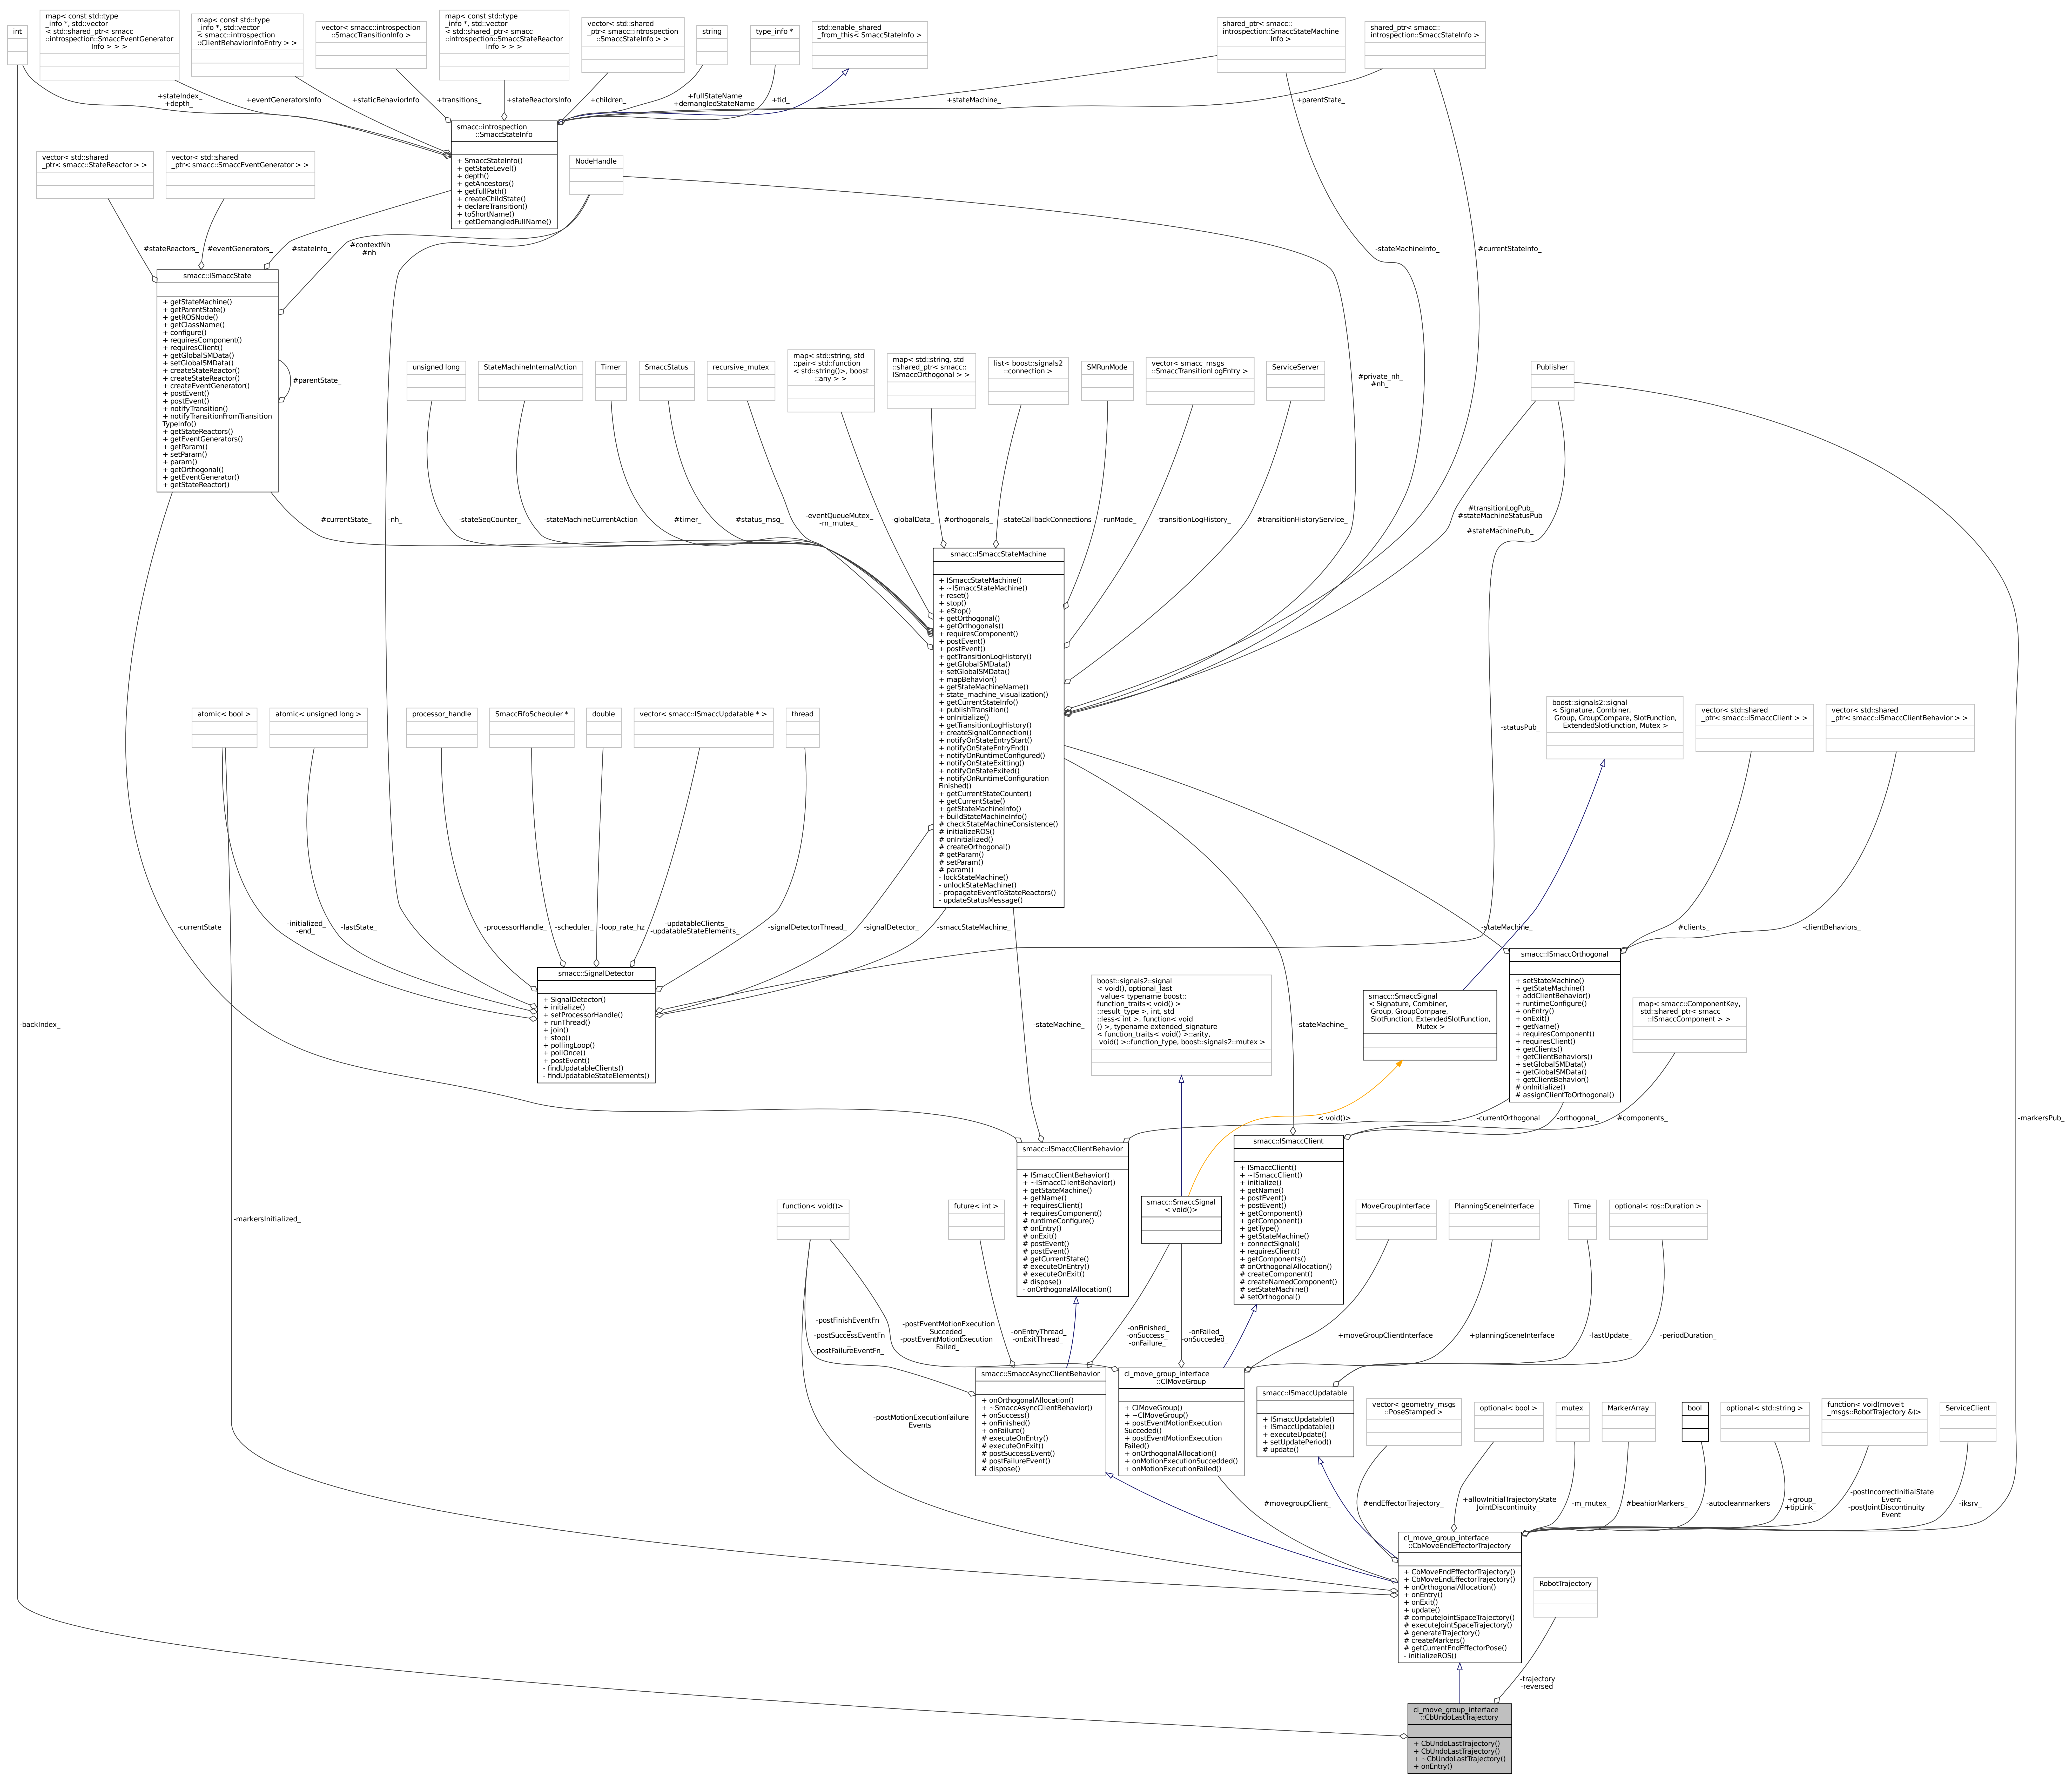 int
map< const std::type
_info *, std::vector
< std::shared_ptr< smacc
::introspection::SmaccEventGenerator
Info > > >
map< const std::type
_info *, std::vector
< smacc::introspection
::ClientBehaviorInfoEntry > >
vector< smacc::introspection
::SmaccTransitionInfo >
map< const std::type
_info *, std::vector
< std::shared_ptr< smacc
::introspection::SmaccStateReactor
Info > > >
vector< std::shared
_ptr< smacc::introspection
::SmaccStateInfo > >
string
type_info *
std::enable_shared
_from_this< SmaccStateInfo >
shared_ptr< smacc::
introspection::SmaccStateMachine
Info >
shared_ptr< smacc::
introspection::SmaccStateInfo >
+stateIndex_
+depth_
+eventGeneratorsInfo
+staticBehaviorInfo
+transitions_
+stateReactorsInfo
+children_
+fullStateName
+demangledStateName
+tid_
+stateMachine_
+parentState_
smacc::introspection
::SmaccStateInfo
+ SmaccStateInfo()
+ getStateLevel()
+ depth()
+ getAncestors()
+ getFullPath()
+ createChildState()
+ declareTransition()
+ toShortName()
+ getDemangledFullName()
vector< std::shared
_ptr< smacc::StateReactor > >
vector< std::shared
_ptr< smacc::SmaccEventGenerator > >
NodeHandle
#stateReactors_
#eventGenerators_
#stateInfo_
#contextNh
#nh
-stateMachineInfo_
#currentStateInfo_
smacc::ISmaccState
+ getStateMachine()
+ getParentState()
+ getROSNode()
+ getClassName()
+ configure()
+ requiresComponent()
+ requiresClient()
+ getGlobalSMData()
+ setGlobalSMData()
+ createStateReactor()
+ createStateReactor()
+ createEventGenerator()
+ postEvent()
+ postEvent()
+ notifyTransition()
+ notifyTransitionFromTransition
TypeInfo()
+ getStateReactors()
+ getEventGenerators()
+ getParam()
+ setParam()
+ param()
+ getOrthogonal()
+ getEventGenerator()
+ getStateReactor()
#parentState_
unsigned long
StateMachineInternalAction
Timer
SmaccStatus
recursive_mutex
map< std::string, std
::pair< std::function
< std::string()>, boost
::any > >
map< std::string, std
::shared_ptr< smacc::
ISmaccOrthogonal > >
list< boost::signals2
::connection >
SMRunMode
vector< smacc_msgs
::SmaccTransitionLogEntry >
ServiceServer
#private_nh_
#nh_
Publisher
#currentState_
-nh_
-stateSeqCounter_
-stateMachineCurrentAction
#timer_
#status_msg_
-eventQueueMutex_
-m_mutex_
-globalData_
#orthogonals_
-stateCallbackConnections
-runMode_
-transitionLogHistory_
#transitionHistoryService_
#transitionLogPub_
#stateMachineStatusPub
_
#stateMachinePub_
smacc::ISmaccStateMachine
+ ISmaccStateMachine()
+ ~ISmaccStateMachine()
+ reset()
+ stop()
+ eStop()
+ getOrthogonal()
+ getOrthogonals()
+ requiresComponent()
+ postEvent()
+ postEvent()
+ getTransitionLogHistory()
+ getGlobalSMData()
+ setGlobalSMData()
+ mapBehavior()
+ getStateMachineName()
+ state_machine_visualization()
+ getCurrentStateInfo()
+ publishTransition()
+ onInitialize()
+ getTransitionLogHistory()
+ createSignalConnection()
+ notifyOnStateEntryStart()
+ notifyOnStateEntryEnd()
+ notifyOnRuntimeConfigured()
+ notifyOnStateExitting()
+ notifyOnStateExited()
+ notifyOnRuntimeConfiguration
Finished()
+ getCurrentStateCounter()
+ getCurrentState()
+ getStateMachineInfo()
+ buildStateMachineInfo()
# checkStateMachineConsistence()
# initializeROS()
# onInitialized()
# createOrthogonal()
# getParam()
# setParam()
# param()
- lockStateMachine()
- unlockStateMachine()
- propagateEventToStateReactors()
- updateStatusMessage()
atomic< bool >
atomic< unsigned long >
processor_handle
SmaccFifoScheduler *
double
vector< smacc::ISmaccUpdatable * >
thread
boost::signals2::signal
< Signature, Combiner,
Group, GroupCompare, SlotFunction,
ExtendedSlotFunction, Mutex >
vector< std::shared
_ptr< smacc::ISmaccClient > >
vector< std::shared
_ptr< smacc::ISmaccClientBehavior > >
-statusPub_
-currentState
-initialized_
-end_
-lastState_
-processorHandle_
-scheduler_
-loop_rate_hz
-updatableClients_
-updatableStateElements_
-signalDetectorThread_
-signalDetector_
-smaccStateMachine_
-stateMachine_
#clients_
-clientBehaviors_
smacc::SignalDetector
+ SignalDetector()
+ initialize()
+ setProcessorHandle()
+ runThread()
+ join()
+ stop()
+ pollingLoop()
+ pollOnce()
+ postEvent()
- findUpdatableClients()
- findUpdatableStateElements()
smacc::ISmaccOrthogonal
+ setStateMachine()
+ getStateMachine()
+ addClientBehavior()
+ runtimeConfigure()
+ onEntry()
+ onExit()
+ getName()
+ requiresComponent()
+ requiresClient()
+ getClients()
+ getClientBehaviors()
+ setGlobalSMData()
+ getGlobalSMData()
+ getClientBehavior()
# onInitialize()
# assignClientToOrthogonal()
boost::signals2::signal
< void(), optional_last
_value< typename boost::
function_traits< void() >
::result_type >, int, std
::less< int >, function< void
() >, typename extended_signature
< function_traits< void() >::arity,
void() >::function_type, boost::signals2::mutex >
smacc::SmaccSignal
< Signature, Combiner,
Group, GroupCompare,
SlotFunction, ExtendedSlotFunction,
Mutex >
map< smacc::ComponentKey,
std::shared_ptr< smacc
::ISmaccComponent > >
-backIndex_
-stateMachine_
-stateMachine_
< void()>
-currentOrthogonal
-orthogonal_
#components_
-markersPub_
smacc::ISmaccClientBehavior
+ ISmaccClientBehavior()
+ ~ISmaccClientBehavior()
+ getStateMachine()
+ getName()
+ requiresClient()
+ requiresComponent()
# runtimeConfigure()
# onEntry()
# onExit()
# postEvent()
# postEvent()
# getCurrentState()
# executeOnEntry()
# executeOnExit()
# dispose()
- onOrthogonalAllocation()
smacc::ISmaccClient
+ ISmaccClient()
+ ~ISmaccClient()
+ initialize()
+ getName()
+ postEvent()
+ postEvent()
+ getComponent()
+ getComponent()
+ getType()
+ getStateMachine()
+ connectSignal()
+ requiresClient()
+ getComponents()
# onOrthogonalAllocation()
# createComponent()
# createNamedComponent()
# setStateMachine()
# setOrthogonal()
-markersInitialized_
function< void()>
future< int >
smacc::SmaccSignal
< void()>
MoveGroupInterface
PlanningSceneInterface
Time
optional< ros::Duration >
-postFinishEventFn
_
-postSuccessEventFn
_
-postFailureEventFn_
-postEventMotionExecution
Succeded_
-postEventMotionExecution
Failed_
-onEntryThread_
-onExitThread_
-onFinished_
-onSuccess_
-onFailure_
-onFailed_
-onSucceded_
+moveGroupClientInterface
+planningSceneInterface
-lastUpdate_
-periodDuration_
smacc::SmaccAsyncClientBehavior
+ onOrthogonalAllocation()
+ ~SmaccAsyncClientBehavior()
+ onSuccess()
+ onFinished()
+ onFailure()
# executeOnEntry()
# executeOnExit()
# postSuccessEvent()
# postFailureEvent()
# dispose()
cl_move_group_interface
::ClMoveGroup
+ ClMoveGroup()
+ ~ClMoveGroup()
+ postEventMotionExecution
Succeded()
+ postEventMotionExecution
Failed()
+ onOrthogonalAllocation()
+ onMotionExecutionSuccedded()
+ onMotionExecutionFailed()
smacc::ISmaccUpdatable
+ ISmaccUpdatable()
+ ISmaccUpdatable()
+ executeUpdate()
+ setUpdatePeriod()
# update()
vector< geometry_msgs
::PoseStamped >
optional< bool >
mutex
MarkerArray
bool
optional< std::string >
function< void(moveit
_msgs::RobotTrajectory &)>
ServiceClient
-postMotionExecutionFailure
Events
#movegroupClient_
#endEffectorTrajectory_
+allowInitialTrajectoryState
JointDiscontinuity_
-m_mutex_
#beahiorMarkers_
-autocleanmarkers
+group_
+tipLink_
-postIncorrectInitialState
Event
-postJointDiscontinuity
Event
-iksrv_
cl_move_group_interface
::CbMoveEndEffectorTrajectory
+ CbMoveEndEffectorTrajectory()
+ CbMoveEndEffectorTrajectory()
+ onOrthogonalAllocation()
+ onEntry()
+ onExit()
+ update()
# computeJointSpaceTrajectory()
# executeJointSpaceTrajectory()
# generateTrajectory()
# createMarkers()
# getCurrentEndEffectorPose()
- initializeROS()
RobotTrajectory
-trajectory
-reversed
cl_move_group_interface
::CbUndoLastTrajectory
+ CbUndoLastTrajectory()
+ CbUndoLastTrajectory()
+ ~CbUndoLastTrajectory()
+ onEntry()